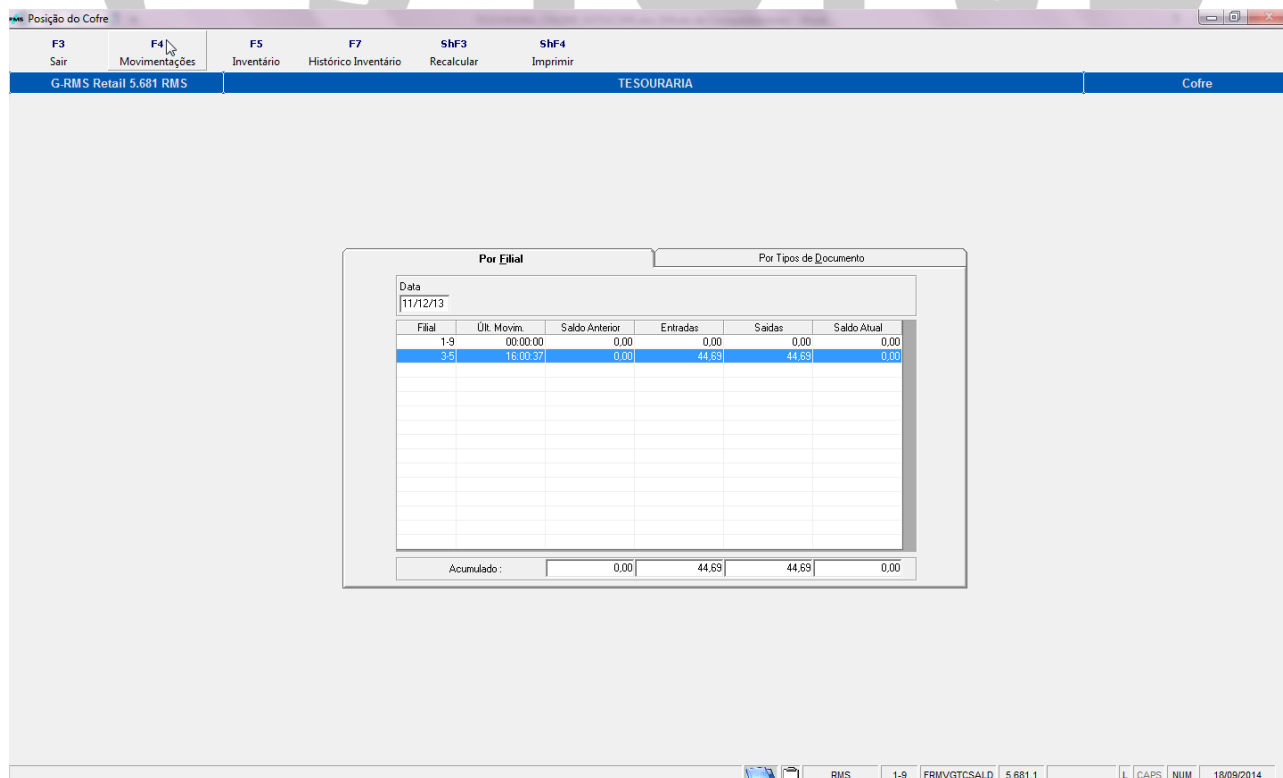 RMS Posição do Cofre
F3 F4 F5 F7 ShF3 ShF4
Sair Movimentações Inventário Histórico Inventário Recalcular Imprimir
G-RMS Retail 5.681 RMS TESOURARIA Cofre
Por Filial Por Tipos de Documento
Data
11/12/13
Filial Últ. Movim. Saldo Anterior Entradas Saidas Saldo Atual
1-9 00:00:00 0,00 0,00 0,00 0,00
3-5 16:00:37 0,00 44,69 44,69 0,00
Acumulado : 0,00 44,69 44,69 0,00
RMS 1-9 FRMVGTCSALD 5.681.1 L CAPS NUM 18/09/2014